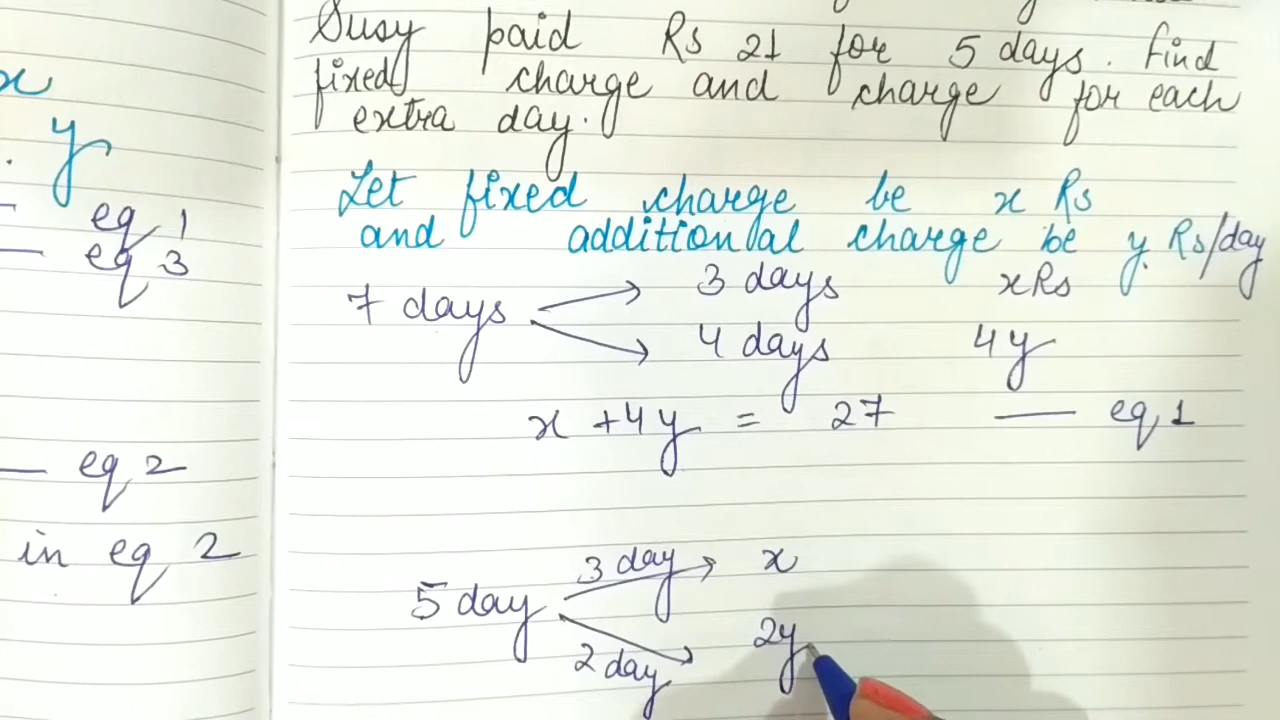 x
y
eq 1
eq 3
eq 2
in eq 2
Susy paid Rs 21 for 5 days. find
fixed charge and charge for each
extra day.
Let fixed charge be x Rs
and additional charge be y Rs/day
7 days 3 days x Rs
4 days 4y
x + 4y = 27 — eq 1
3 day x
5 day
2 day 2y